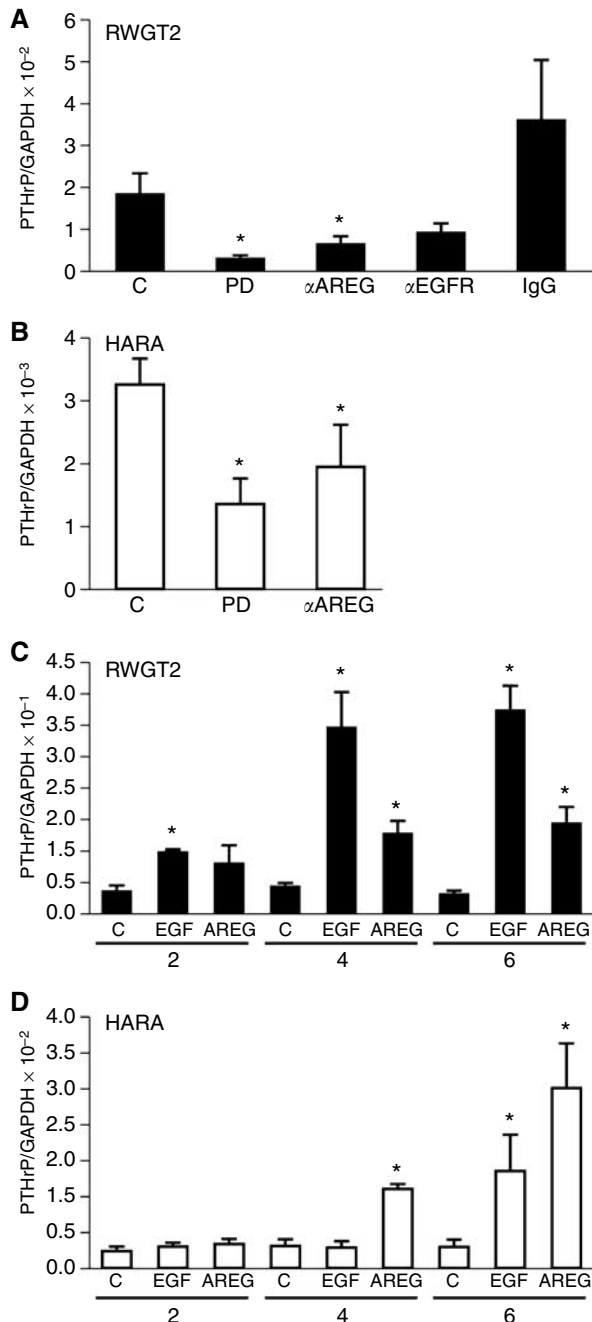 A
RWGT2
PTHrP/GAPDH × 10⁻²
6
5
4
3
2
1
0
*
*
C PD αAREG αEGFR IgG
B
HARA
PTHrP/GAPDH × 10⁻³
4
3
2
1
0
*
*
C PD αAREG
C
RWGT2
PTHrP/GAPDH × 10⁻¹
4.5
4.0
3.5
3.0
2.5
2.0
1.5
0.5
0.0
*
*
*
*
*
C EGF AREG C EGF AREG C EGF AREG
2 4 6
D
HARA
PTHrP/GAPDH × 10⁻²
4.0
3.5
3.0
2.5
2.0
1.5
0.5
0.0
*
*
*
C EGF AREG C EGF AREG C EGF AREG
2 4 6